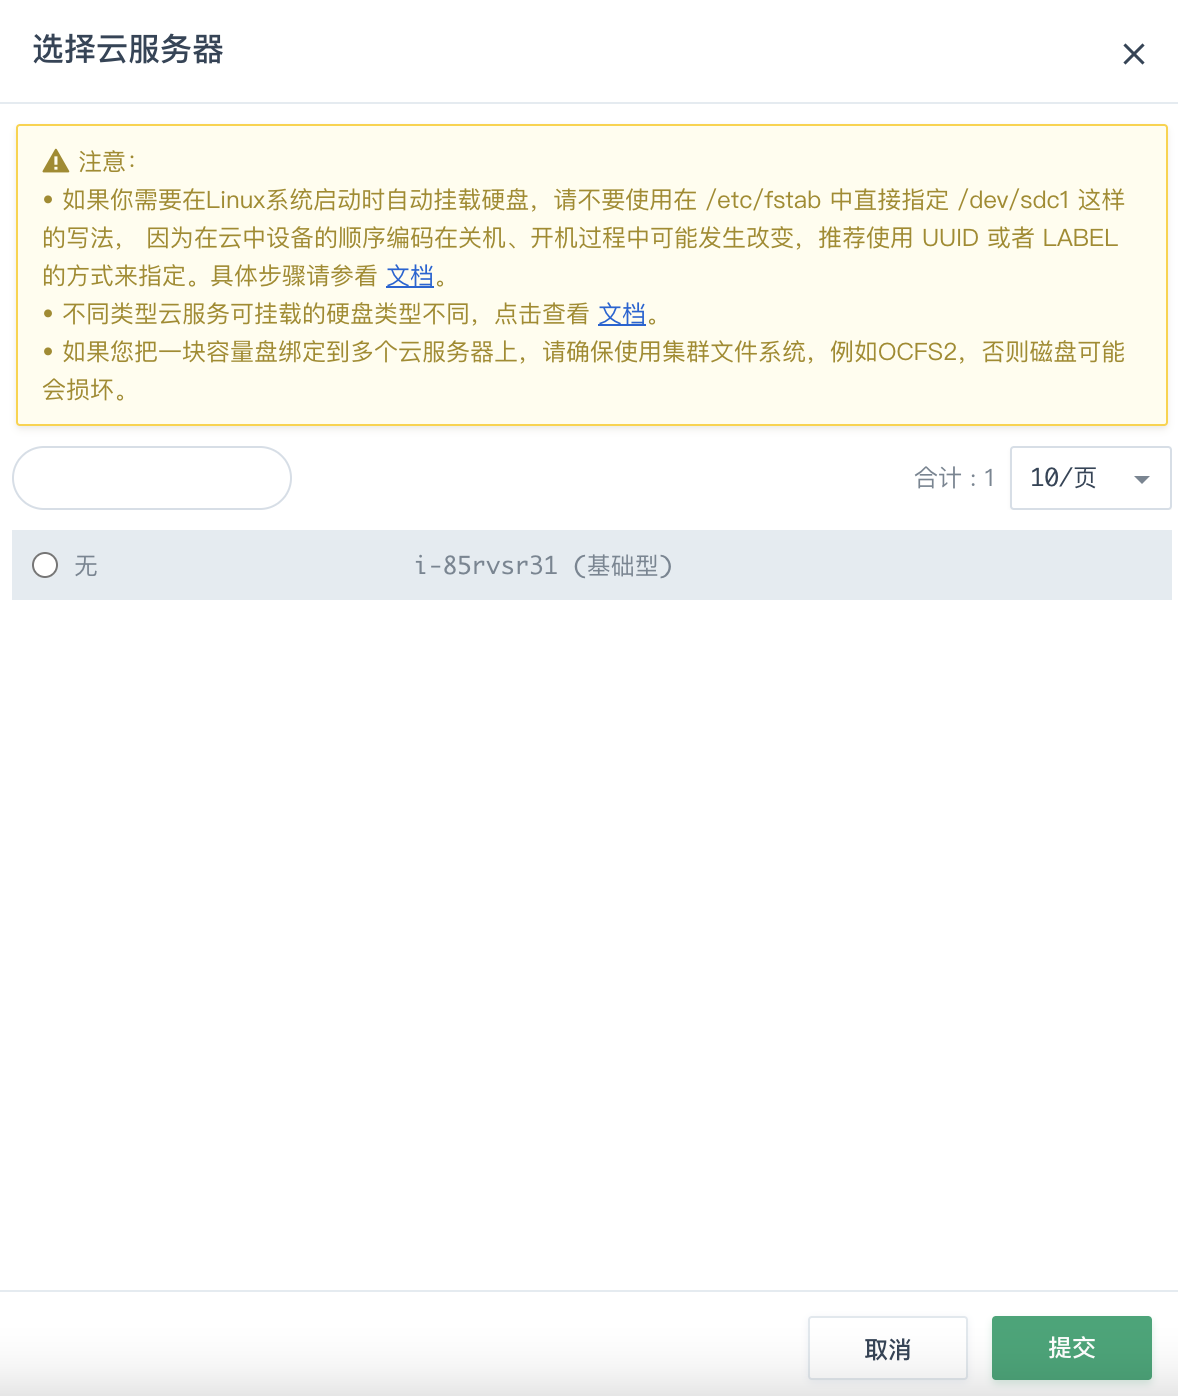 选择云服务器
注意：
• 如果你需要在Linux系统启动时自动挂载硬盘，请不要使用在 /etc/fstab 中直接指定 /dev/sdc1 这样
的写法， 因为在云中设备的顺序编码在关机、开机过程中可能发生改变，推荐使用 UUID 或者 LABEL
的方式来指定。具体步骤请参看 文档。
• 不同类型云服务可挂载的硬盘类型不同，点击查看 文档。
• 如果您把一块容量盘绑定到多个云服务器上，请确保使用集群文件系统，例如OCFS2，否则磁盘可能
会损坏。
合计 : 1 10/页
无 i-85rvsr31 (基础型)
取消 提交